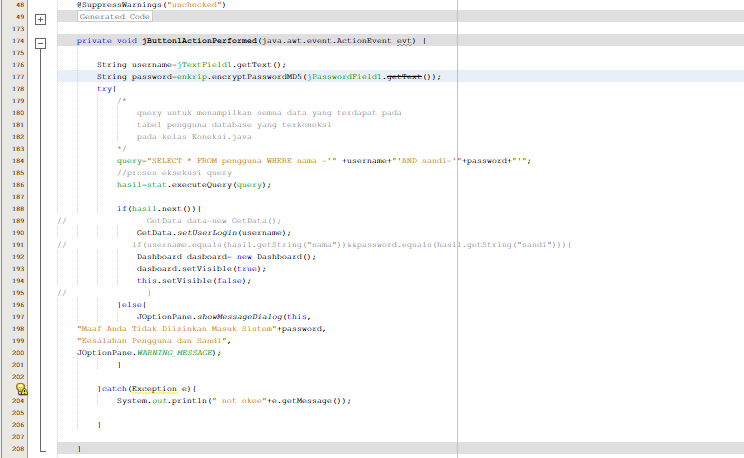 48 @SuppressWarnings("unchecked")
49 Generated Code
173
174 private void jButton1ActionPerformed(java.awt.event.ActionEvent evt) {
175
176 String username=jTextField1.getText();
177 String password=enkrip.encryptPasswordMD5(jPasswordField1.getText());
178 try{
179 /*
180 query untuk menampilkan semua data yang terdapat pada
181 tabel pengguna database yang terkoneksi
182 pada kelas Koneksi.java
183 */
184 query="SELECT * FROM pengguna WHERE nama ='" +username+"'AND sandi='"+password+"'";
185 //proses eksekusi query
186 hasil=stat.executeQuery(query);
187
188 if(hasil.next()){
189 // GetData data=new GetData();
190 GetData.setUserLogin(username);
191 // if(username.equals(hasil.getString("nama"))&&password.equals(hasil.getString("sandi"))){
192 Dashboard dasboard= new Dashboard();
193 dasboard.setVisible(true);
194 this.setVisible(false);
195 // }
196 }else{
197 JOptionPane.showMessageDialog(this,
198 "Maaf Anda Tidak Diizinkan Masuk Sistem"+password,
199 "Kesalahan Pengguna dan Sandi",
200 JOptionPane.WARNING_MESSAGE);
201 }
202
}catch(Exception e){
204 System.out.println(" not okee"+e.getMessage());
205
206 }
207
208 }